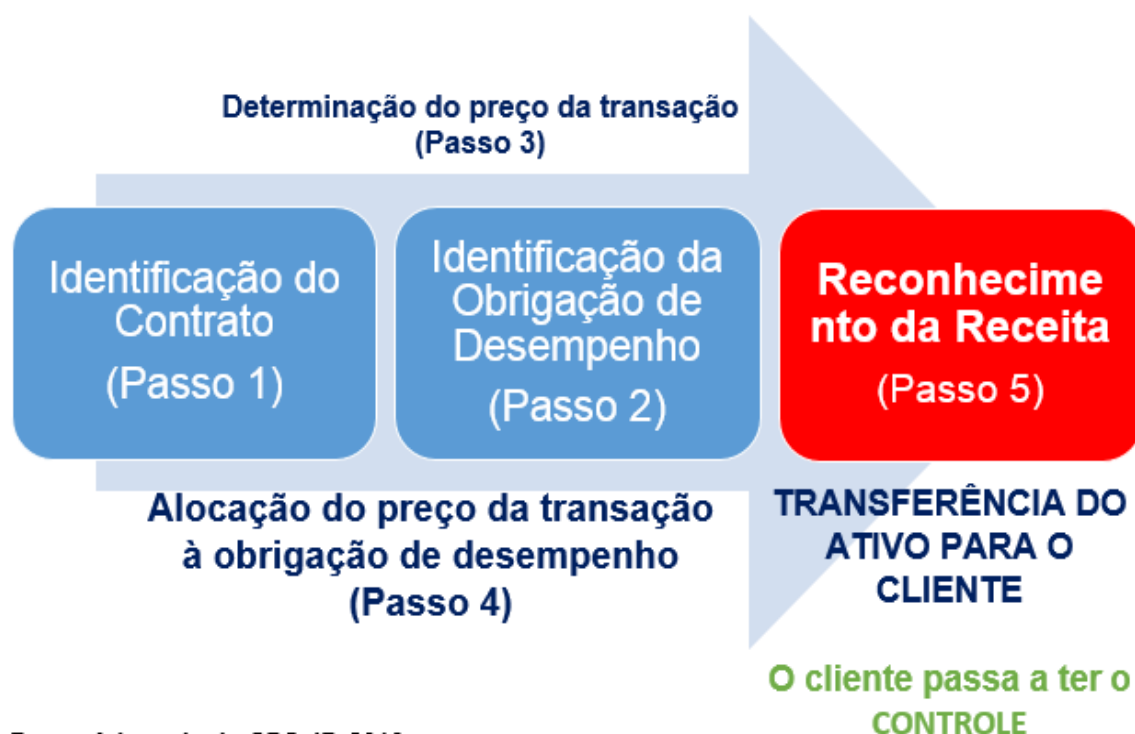 Determinação do preço da transação
(Passo 3)
Identificação do
Contrato
(Passo 1)
Identificação da
Obrigação de
Desempenho
(Passo 2)
Reconhecime
nto da Receita
(Passo 5)
Alocação do preço da transação
à obrigação de desempenho
(Passo 4)
TRANSFERÊNCIA DO
ATIVO PARA O
CLIENTE
O cliente passa a ter o
CONTROLE